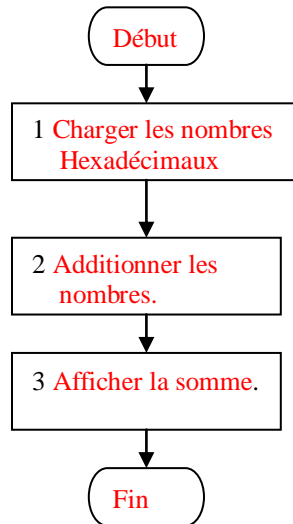 Début
1 Charger les nombres
Hexadécimaux
2 Additionner les
nombres.
3 Afficher la somme.
Fin